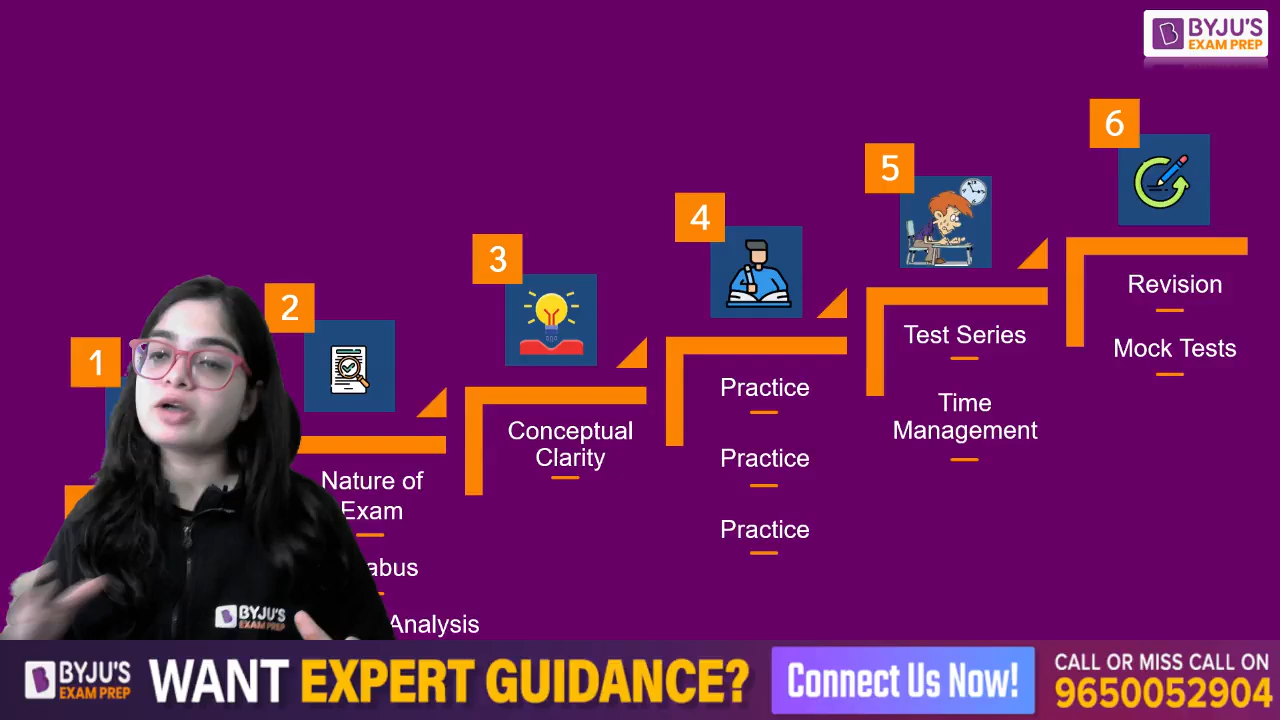 BYJU'S
EXAM PREP
1
2
Nature of
Exam
Analysis
3
Conceptual
Clarity
4
Practice
Practice
Practice
5
Test Series
Time
Management
6
Revision
Mock Tests
BYJU'S
EXAM PREP
BYJU'S
EXAM PREP
WANT EXPERT GUIDANCE?
Connect Us Now!
CALL OR MISS CALL ON
9650052904